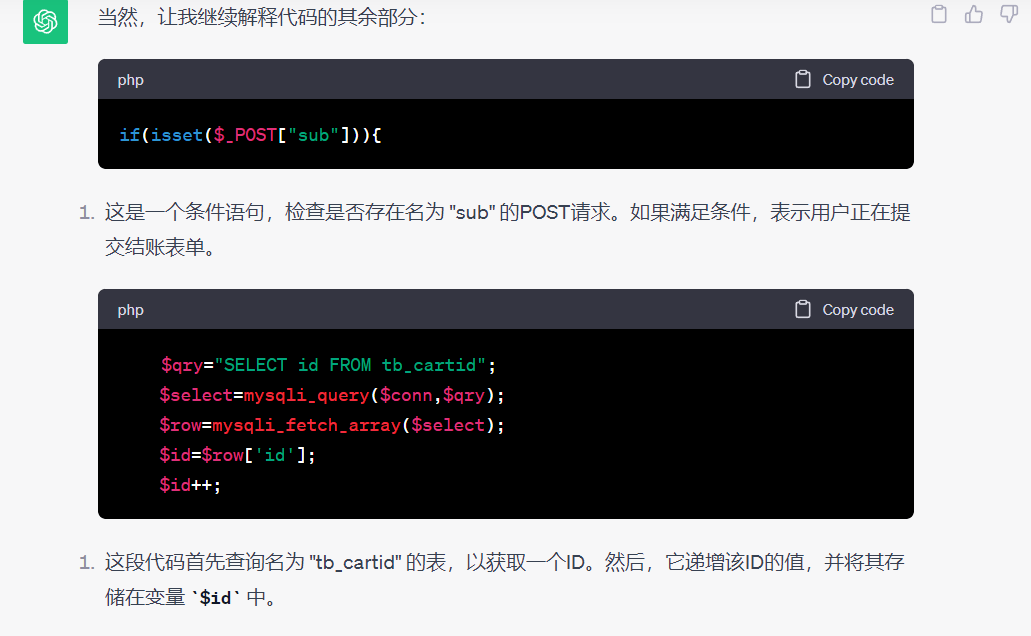 当然，让我继续解释代码的其余部分：
php
Copy code
if(isset($_POST["sub"])){
1. 这是一个条件语句，检查是否存在名为 "sub" 的POST请求。如果满足条件，表示用户正在提
交结账表单。
php
Copy code
$qry="SELECT id FROM tb_cartid";
$select=mysqli_query($conn,$qry);
$row=mysqli_fetch_array($select);
$id=$row['id'];
$id++;
1. 这段代码首先查询名为 "tb_cartid" 的表，以获取一个ID。然后，它递增该ID的值，并将其存
储在变量 `$id` 中。